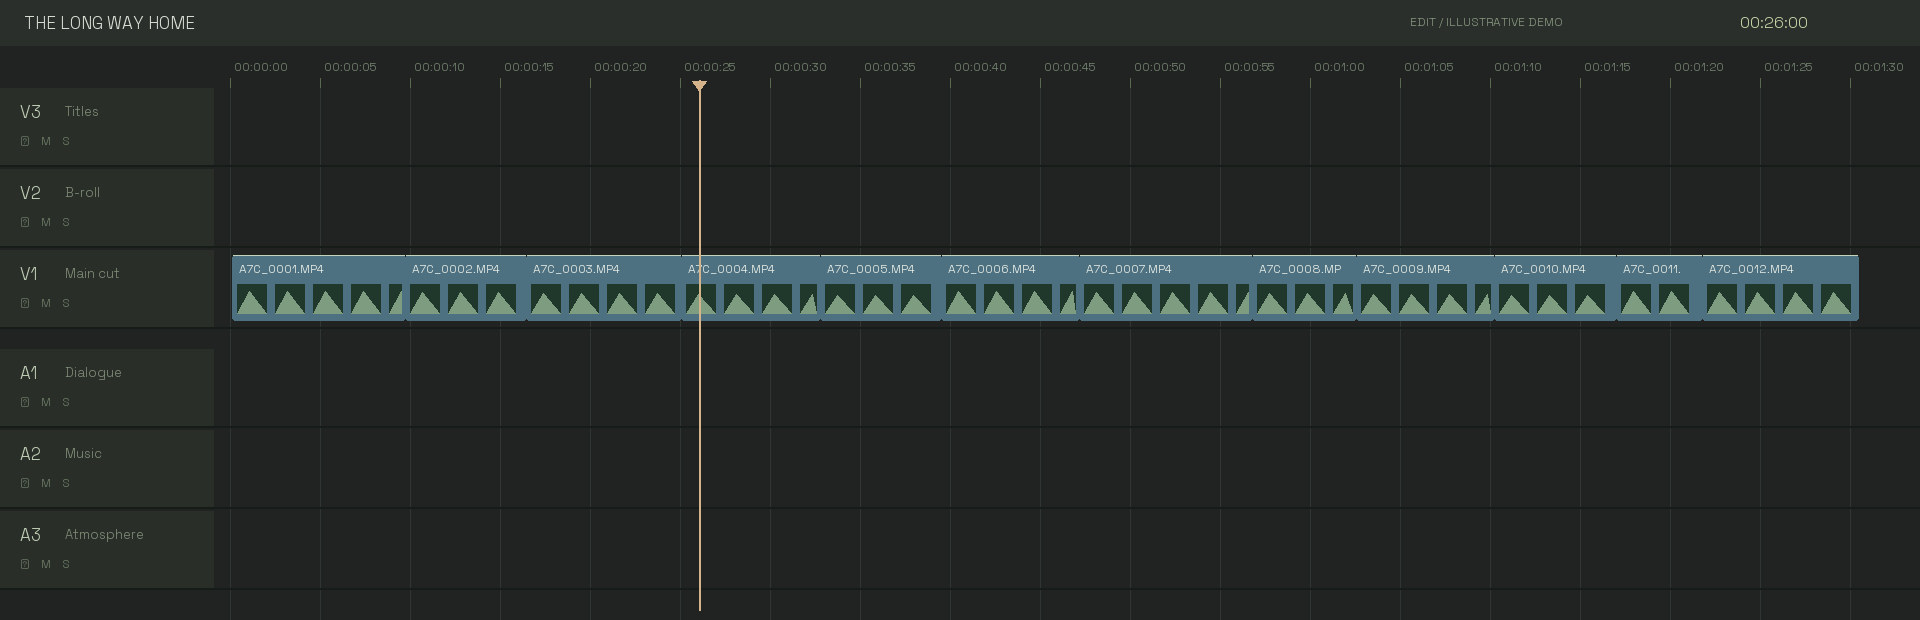 THE LONG WAY HOME
EDIT / ILLUSTRATIVE DEMO
00:26:00
00:00:00 00:00:05 00:00:10 00:00:15 00:00:20 00:00:25 00:00:30 00:00:35 00:00:40 00:00:45 00:00:50 00:00:55 00:01:00 00:01:05 00:01:10 00:01:15 00:01:20 00:01:25 00:01:30
V3 Titles
M S
V2 B-roll
M S
V1 Main cut
M S
A7C_0001.MP4 A7C_0002.MP4 A7C_0003.MP4 A7C_0004.MP4 A7C_0005.MP4 A7C_0006.MP4 A7C_0007.MP4 A7C_0008.MP A7C_0009.MP4 A7C_0010.MP4 A7C_0011. A7C_0012.MP4
A1 Dialogue
M S
A2 Music
M S
A3 Atmosphere
M S